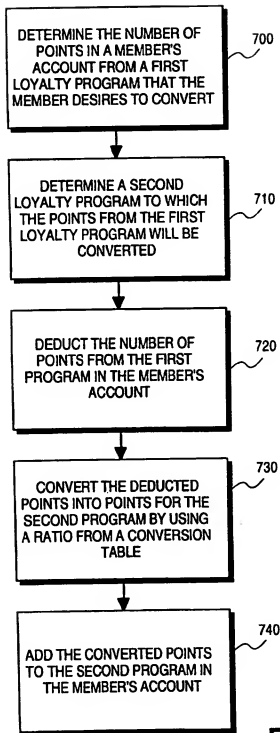 DETERMINE THE NUMBER OF
POINTS IN A MEMBER'S
ACCOUNT FROM A FIRST
LOYALTY PROGRAM THAT THE
MEMBER DESIRES TO CONVERT
700
DETERMINE A SECOND
LOYALTY PROGRAM TO WHICH
THE POINTS FROM THE FIRST
LOYALTY PROGRAM WILL BE
CONVERTED
710
DEDUCT THE NUMBER OF
POINTS FROM THE FIRST
PROGRAM IN THE MEMBER'S
ACCOUNT
720
CONVERT THE DEDUCTED
POINTS INTO POINTS FOR THE
SECOND PROGRAM BY USING
A RATIO FROM A CONVERSION
TABLE
730
ADD THE CONVERTED POINTS
TO THE SECOND PROGRAM IN
THE MEMBER'S ACCOUNT
740